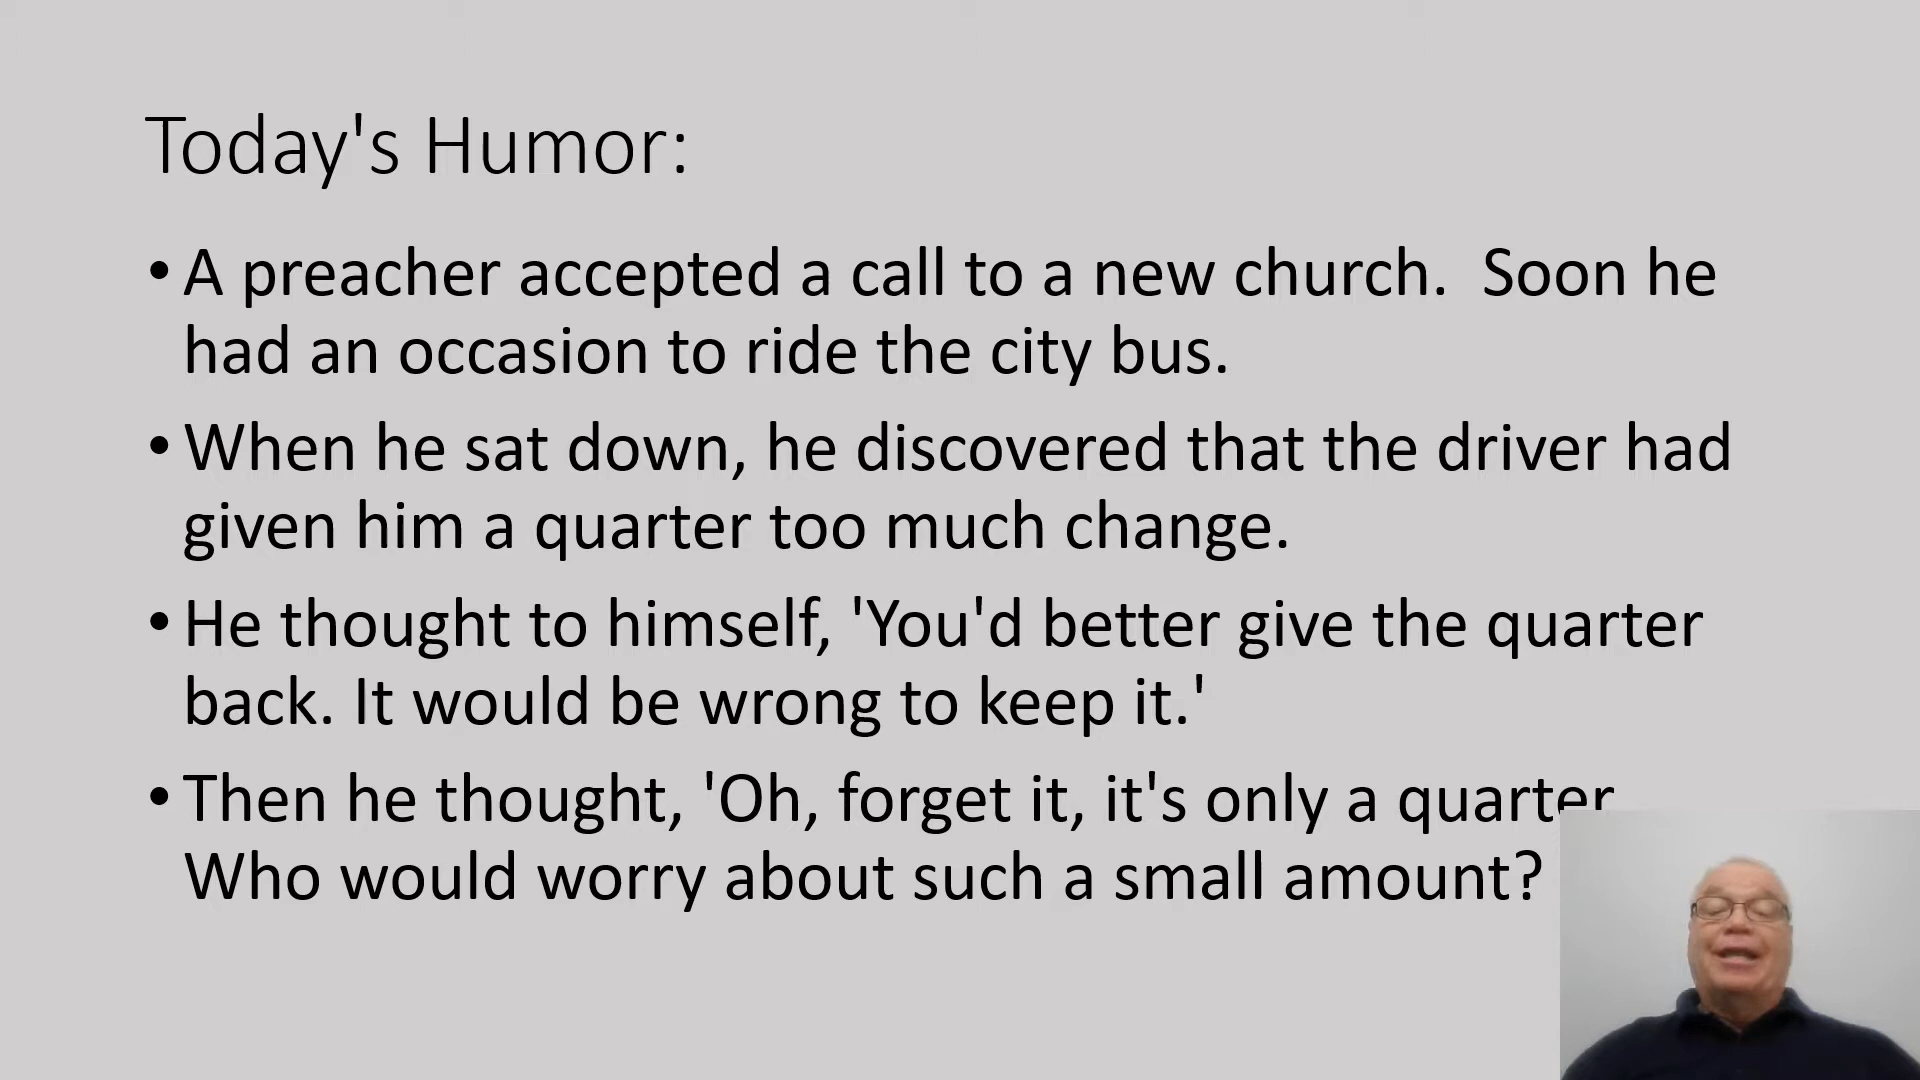 Today's Humor:
• A preacher accepted a call to a new church.  Soon he
had an occasion to ride the city bus.
• When he sat down, he discovered that the driver had
given him a quarter too much change.
• He thought to himself, 'You'd better give the quarter
back. It would be wrong to keep it.'
• Then he thought, 'Oh, forget it, it's only a quarter
Who would worry about such a small amount?